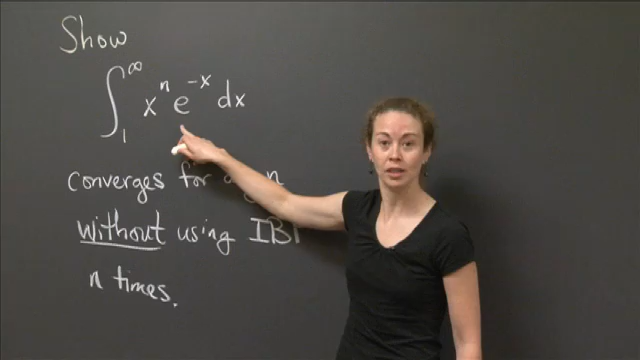 Show
∫₁^∞ xⁿ e^{-x} dx
converges for n
without using IBP
n times.